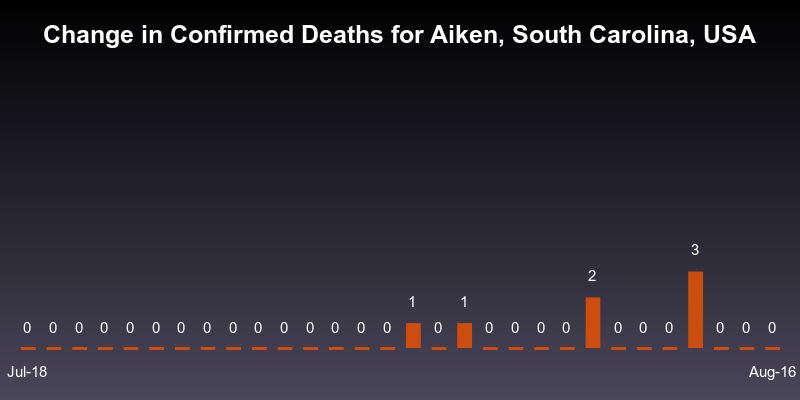 Change in Confirmed Deaths for Aiken, South Carolina, USA
3
2
1 1
0 0 0 0 0 0 0 0 0 0 0 0 0 0 0 0 0 0 0 0 0 0 0 0 0 0
Jul-18 Aug-16